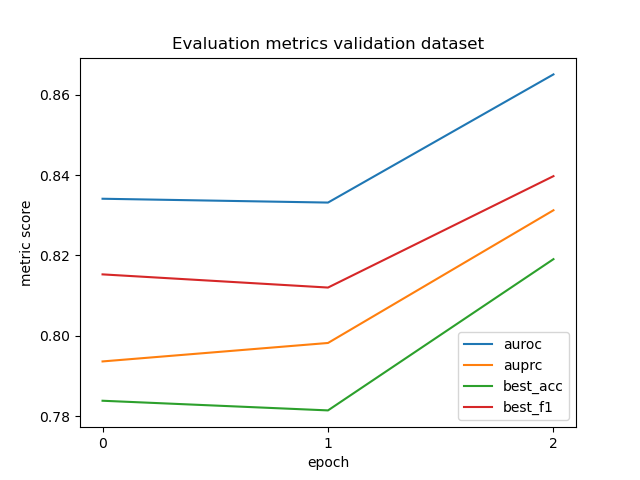 Evaluation metrics validation dataset
metric score
0.86
0.84
0.82
0.80
0.78
auroc
auprc
best_acc
best_f1
0 1 2
epoch